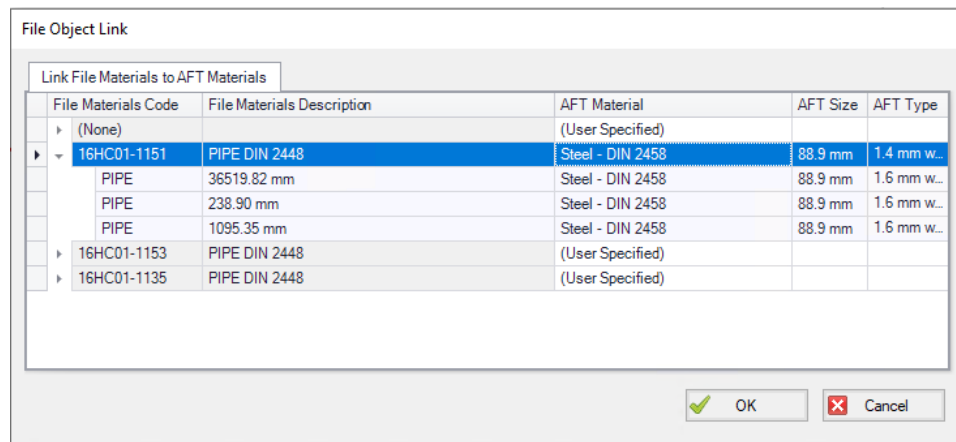 File Object Link
Link File Materials to AFT Materials
File Materials Code File Materials Description AFT Material AFT Size AFT Type
(None) (User Specified)
16HC01-1151 PIPE DIN 2448 Steel - DIN 2458 88.9 mm 1.4 mm w...
PIPE 36519.82 mm Steel - DIN 2458 88.9 mm 1.6 mm w...
PIPE 238.90 mm Steel - DIN 2458 88.9 mm 1.6 mm w...
PIPE 1095.35 mm Steel - DIN 2458 88.9 mm 1.6 mm w...
16HC01-1153 PIPE DIN 2448 (User Specified)
16HC01-1135 PIPE DIN 2448 (User Specified)
OK Cancel